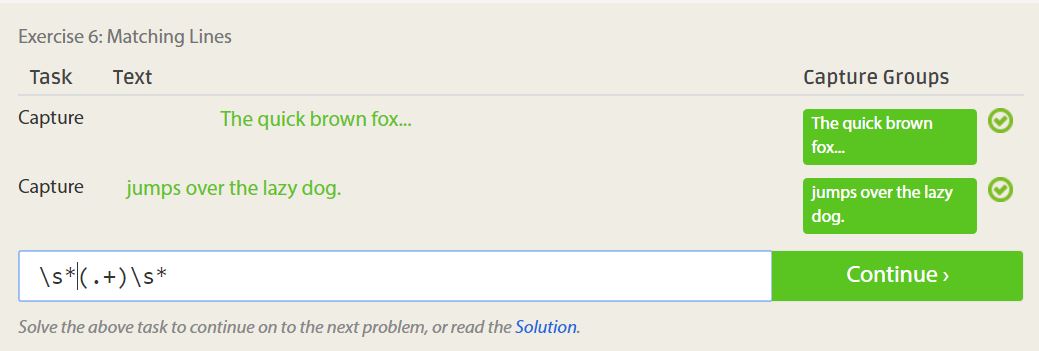 Exercise 6: Matching Lines
Task Text Capture Groups
Capture The quick brown fox... The quick brown
fox...
Capture jumps over the lazy dog. jumps over the lazy
dog.
\s*(.+)\s* Continue ›
Solve the above task to continue on to the next problem, or read the Solution.